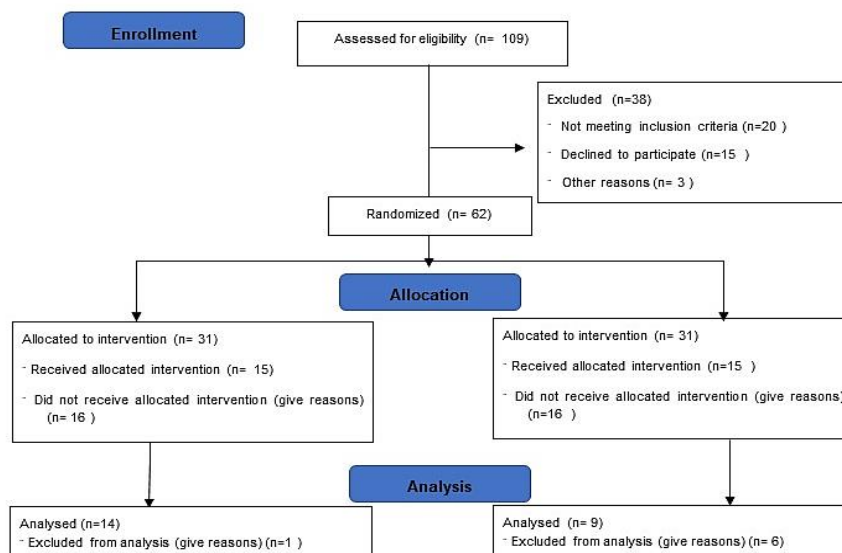 Enrollment
Assessed for eligibility (n= 109)
Excluded (n=38)
- Not meeting inclusion criteria (n=20 )
- Declined to participate (n=15 )
- Other reasons (n= 3 )
Randomized (n= 62)
Allocation
Allocated to intervention (n= 31)
- Received allocated intervention (n= 15)
- Did not receive allocated intervention (give reasons)
(n= 16 )
Allocated to intervention (n= 31)
- Received allocated intervention (n=15 )
- Did not receive allocated intervention (give reasons)
(n=16 )
Analysis
Analysed (n=14)
- Excluded from analysis (give reasons) (n=1 )
Analysed (n= 9)
- Excluded from analysis (give reasons) (n= 6)